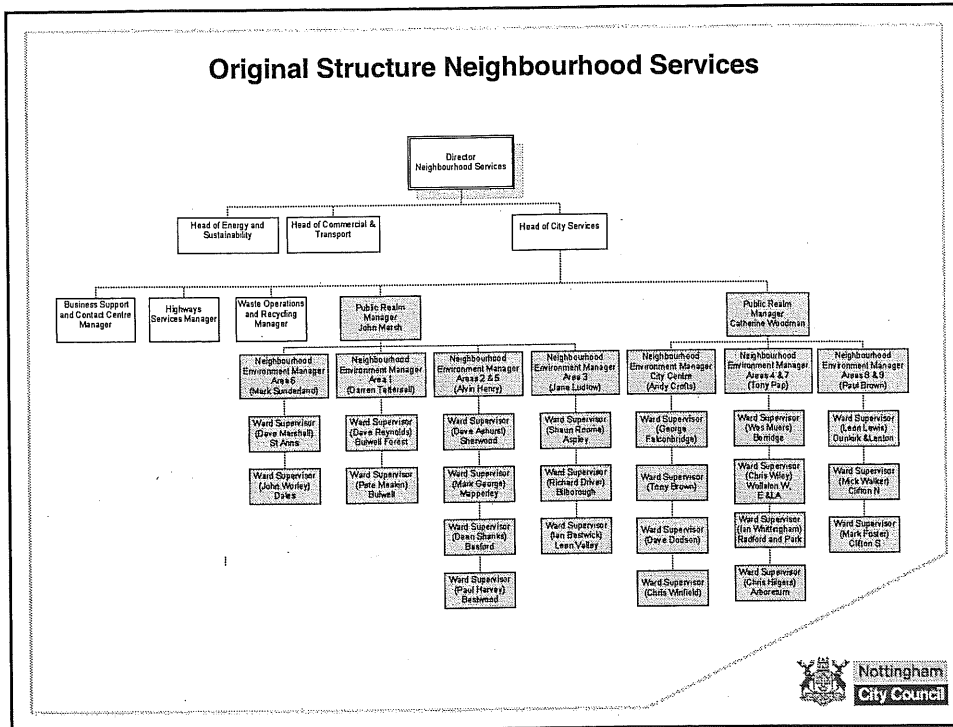 Original Structure Neighbourhood Services
Director
Neighbourhood Services
Head of Energy and
Sustainability
Head of Commercial &
Transport
Head of City Services
Business Support
and Contact Centre
Manager
Highways
Services Manager
Waste Operations
and Recycling
Manager
Public Realm
Manager
John Marsh
Public Realm
Manager
Catherine Woodman
Neighbourhood
Environment Manager
Area 6
(Mark Sunderland)
Neighbourhood
Environment Manager
Area 1
(Darren Tattersall)
Neighbourhood
Environment Manager
Areas 2 & 5
(Alvin Henry)
Neighbourhood
Environment Manager
Area 3
(Jane Ludlow)
Neighbourhood
Environment Manager
City Centre
(Andy Crofts)
Neighbourhood
Environment Manager
Areas 4 & 7
(Tony Pap)
Neighbourhood
Environment Manager
Areas 8 & 9
(Paul Brown)
Ward Supervisor
(Dave Marshall)
St Anns
Ward Supervisor
(Dave Reynolds)
Bulwell Forest
Ward Supervisor
(Dave Ashurst)
Sherwood
Ward Supervisor
(Shaun)
Aspley
Ward Supervisor
(George
Falconbridge)
Ward Supervisor
(Wes Muers)
Berridge
Ward Supervisor
(Leon Lewis)
Dunkirk & Lenton
Ward Supervisor
(John Worley)
Dales
Ward Supervisor
(Pete Meakin)
Bulwell
Ward Supervisor
(Mark George)
Mapperley
Ward Supervisor
(Richard Driver)
Bilborough
Ward Supervisor
(Tony Brown)
Ward Supervisor
(Chris Wiley)
Wollaton W,
E & LA
Ward Supervisor
(Mick Walker)
Clifton N
Ward Supervisor
(Dean Shanks)
Basford
Ward Supervisor
(Ian Bestwick)
Leen Valley
Ward Supervisor
(Dave Dodson)
Ward Supervisor
(Ian Whittingham)
Radford and Park
Ward Supervisor
(Mark Foster)
Clifton S
Ward Supervisor
(Paul Harvey)
Bestwood
Ward Supervisor
(Chris Winfield)
Ward Supervisor
(Chris Hilgers)
Arboretum
Nottingham
City Council